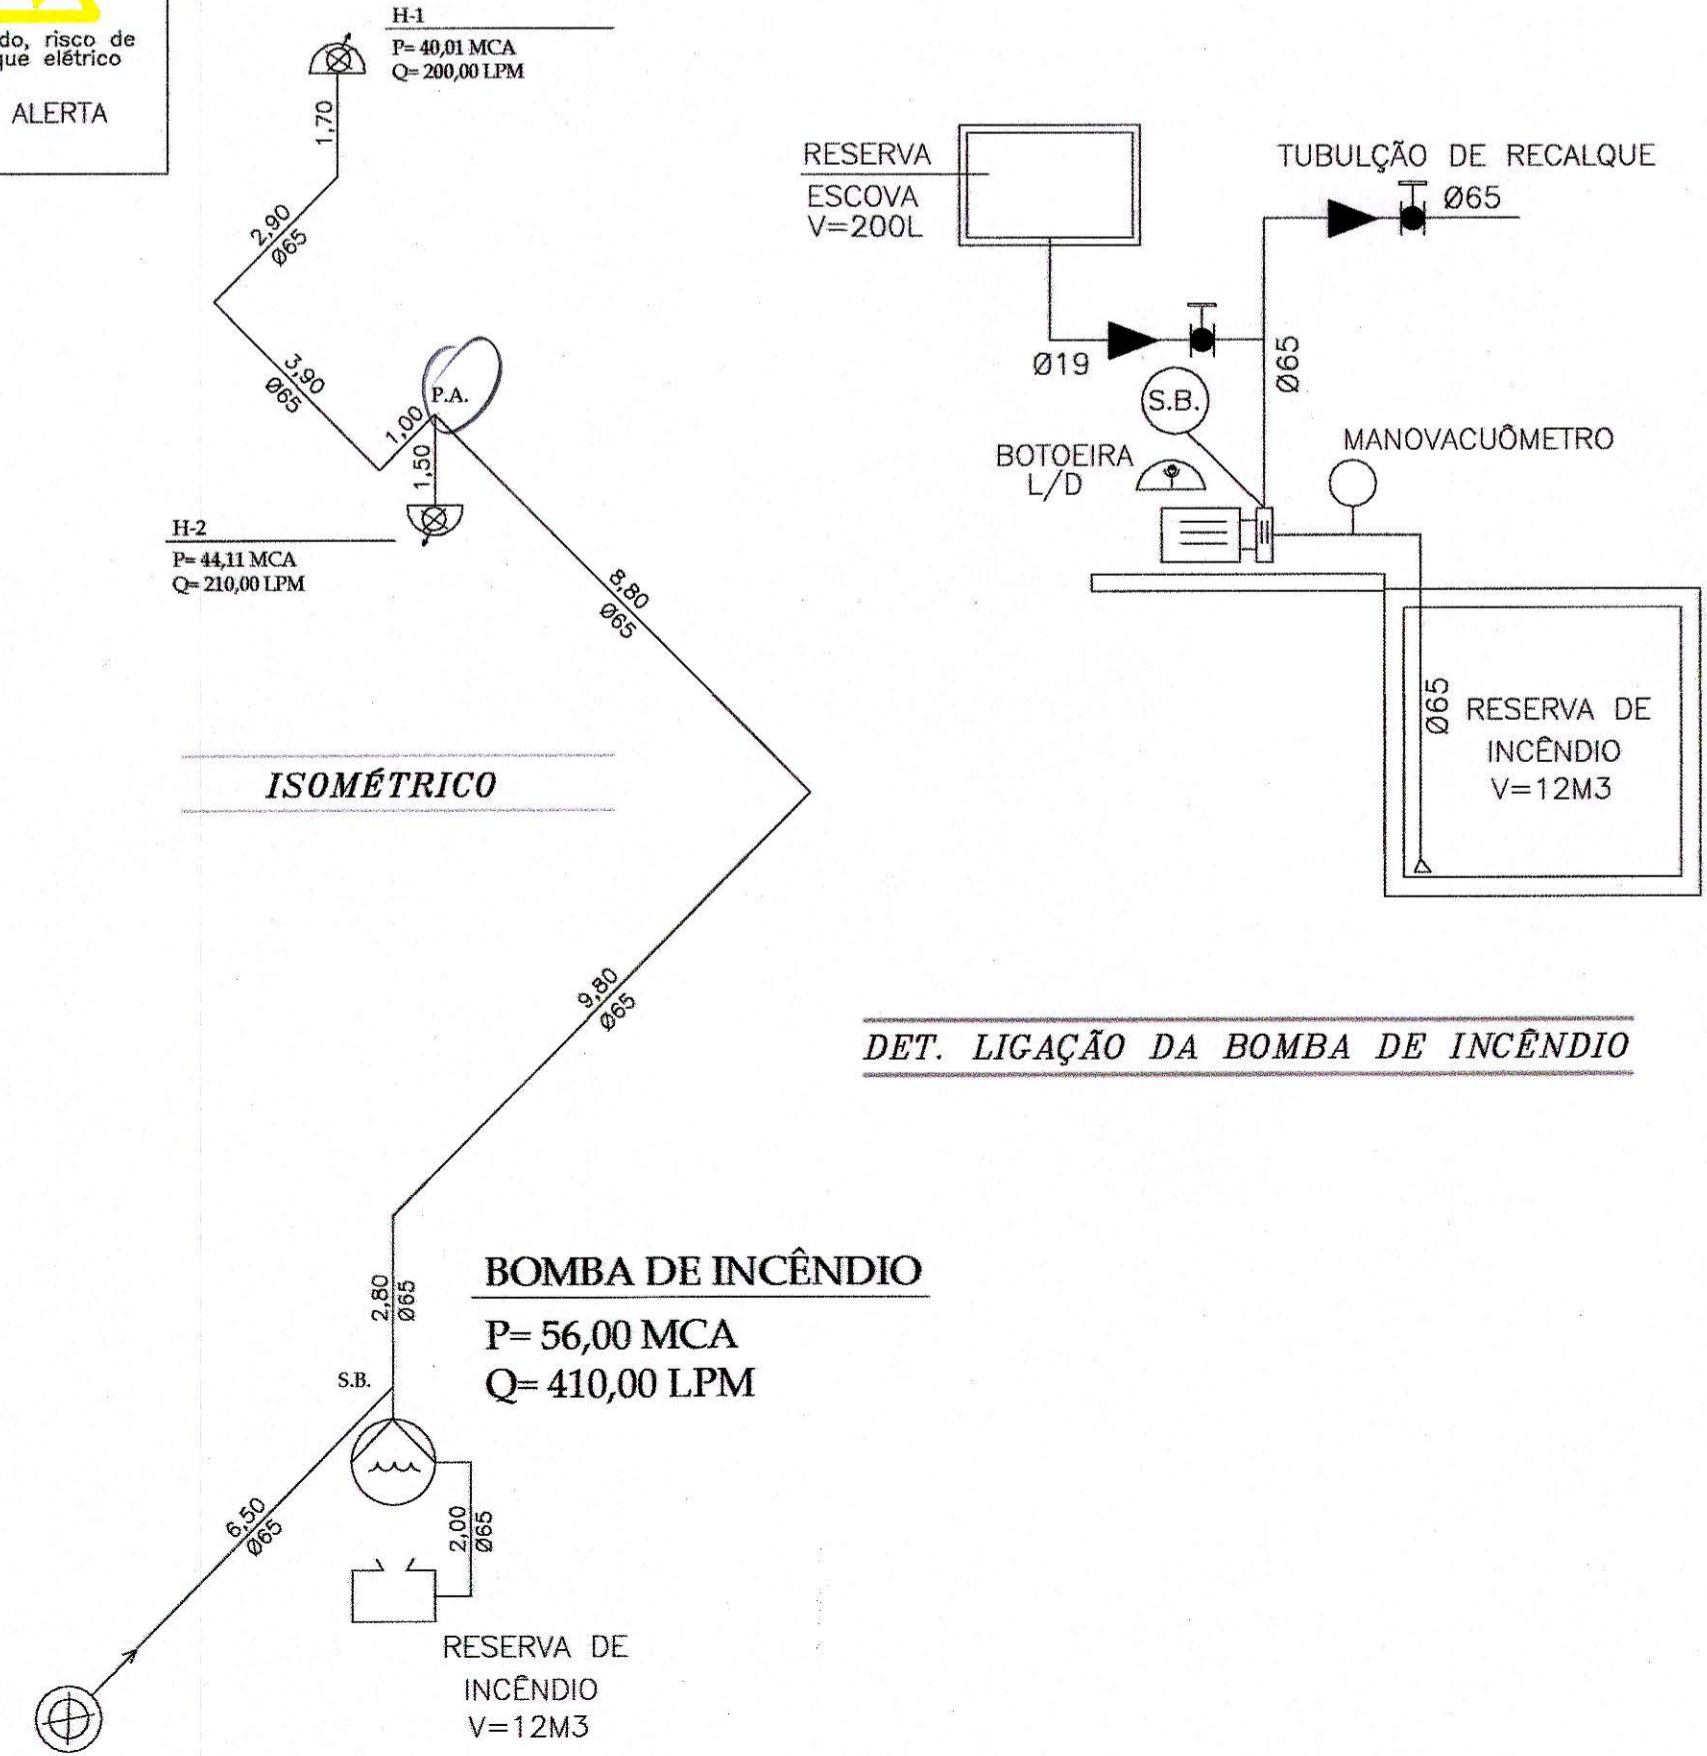 do, risco de
que elétrico
ALERTA
H-1
P= 40,01 MCA
Q= 200,00 LPM
1,70
2,90
Ø65
3,90
Ø65
1,00
P.A.
1,50
H-2
P= 44,11 MCA
Q= 210,00 LPM
8,80
Ø65
ISOMÉTRICO
9,80
Ø65
2,80
Ø65
BOMBA DE INCÊNDIO
P= 56,00 MCA
Q= 410,00 LPM
S.B.
6,50
Ø65
2,00
Ø65
RESERVA DE
INCÊNDIO
V=12M3
RESERVA
ESCOVA
V=200L
TUBULÇÃO DE RECALQUE
Ø65
Ø19
Ø65
S.B.
BOTOEIRA
L/D
MANOVACUÔMETRO
Ø65
RESERVA DE
INCÊNDIO
V=12M3
DET. LIGAÇÃO DA BOMBA DE INCÊNDIO